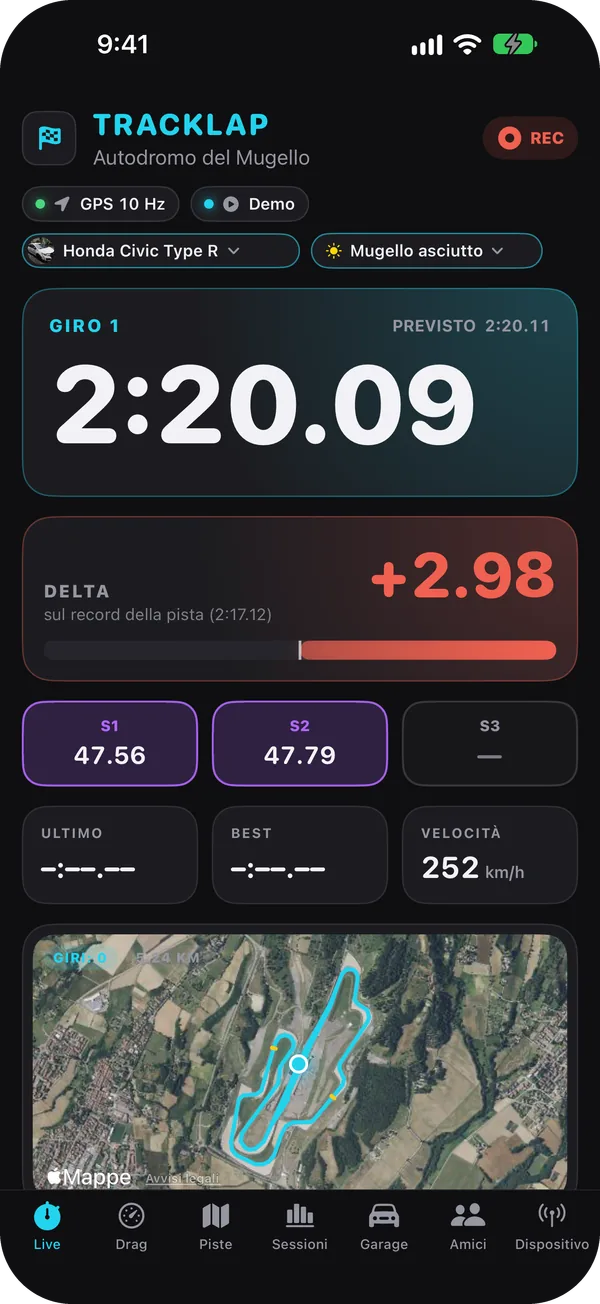 9:41
TRACKLAP
Autodromo del Mugello
REC
GPS 10 Hz
Demo
Honda Civic Type R
Mugello asciutto
GIRO 1
PREVISTO 2:20.11
2:20.09
+2.98
DELTA
sul record della pista (2:17.12)
S1
S2
S3
47.56
47.79
—
ULTIMO
BEST
VELOCITÀ
–:––.––
–:––.––
252 km/h
GIRI: 0
KM
Mappe
Avvisi legali
Live
Drag
Piste
Sessioni
Garage
Amici
Dispositivo